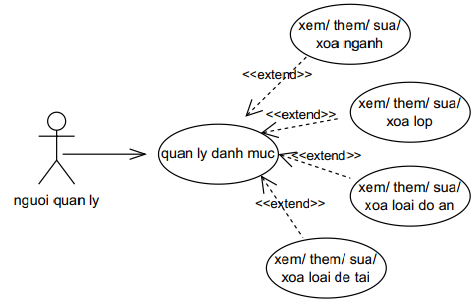 xem/ them/ sua/
xoa nganh
<<extend>>
xem/ them/ sua/
xoa lop
<<extend>>
quan ly danh muc
<<extend>>
xem/ them/ sua/
xoa loai do an
nguoi quan ly
<<extend>>
xem/ them/ sua/
xoa loai de tai